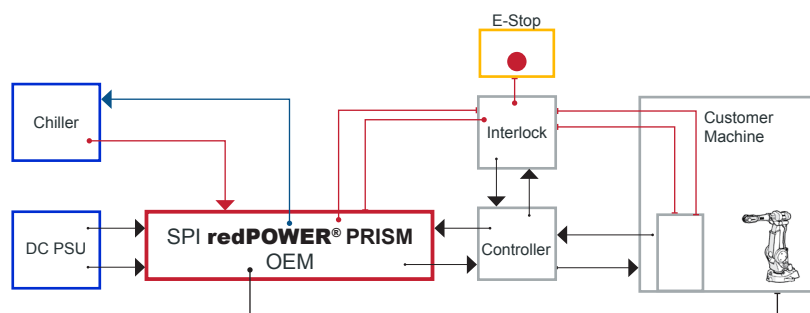 E-Stop
Chiller
Interlock
Customer
Machine
DC PSU
SPI redPOWER® PRISM
OEM
Controller